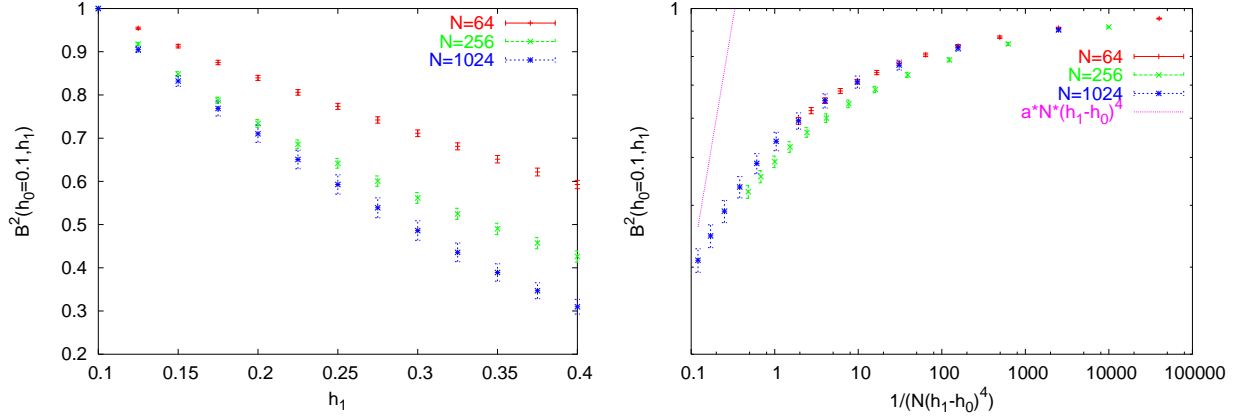 1
0.9
0.8
0.7
0.6
0.5
0.4
0.3
0.2
0.1 0.15 0.2 0.25 0.3 0.35 0.4
B²(h₀=0.1,h₁)
h₁
N=64
N=256
N=1024
1
0.1 1 10 100 1000 10000 100000
B²(h₀=0.1,h₁)
1/(N(h₁-h₀)⁴)
N=64
N=256
N=1024
a*N*(h₁-h₀)⁴